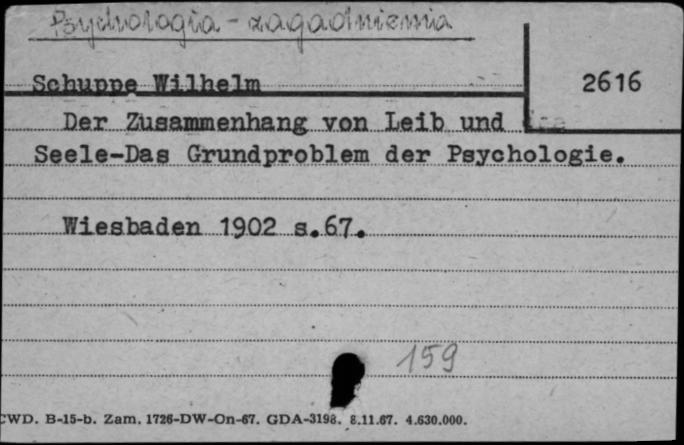 Psychologia - zagadnienia
Schuppe Wilhelm
2616
Der Zusammenhang von Leib und
Seele-Das Grundproblem der Psychologie.
Wiesbaden 1902 s.67.
159
CWD. B-15-b. Zam. 1726-DW-On-67. GDA-3198. 8.11.67. 4.630.000.